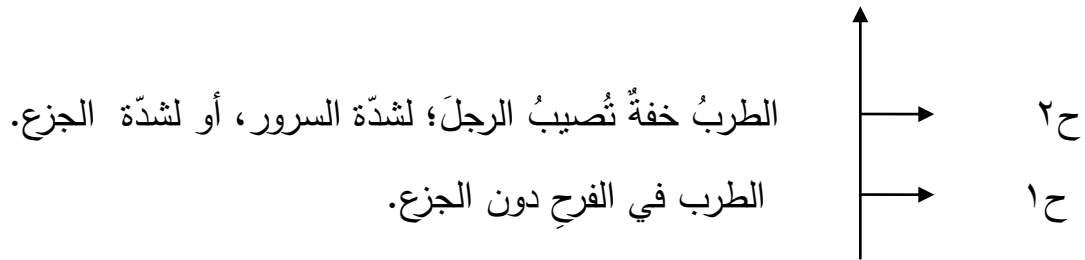 ح٢ الطربُ خفةٌ تُصيبُ الرجلَ؛ لشدّة السرور، أو لشدّة الجزع.
ح١ الطرب في الفرحِ دون الجزع.